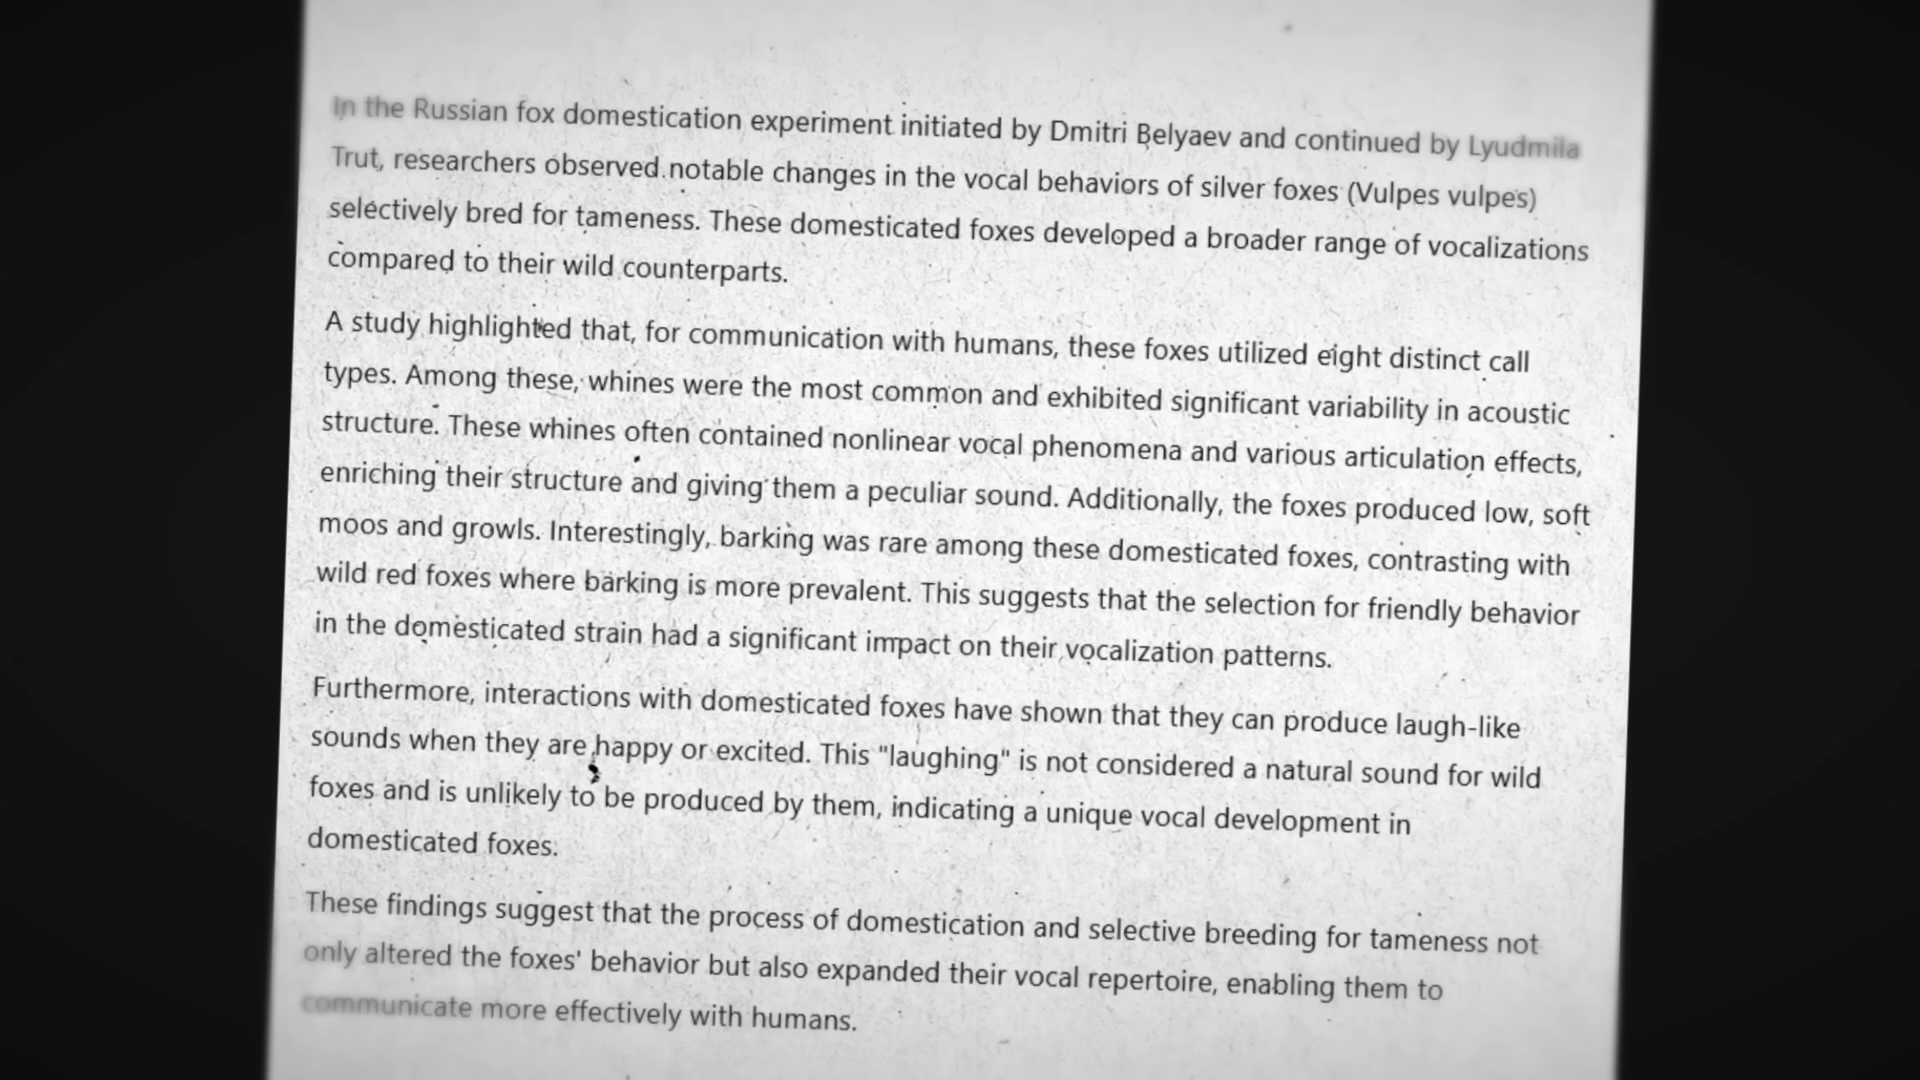 In the Russian fox domestication experiment initiated by Dmitri Belyaev and continued by Lyudmila
Trut, researchers observed notable changes in the vocal behaviors of silver foxes (Vulpes vulpes)
selectively bred for tameness. These domesticated foxes developed a broader range of vocalizations
compared to their wild counterparts.
A study highlighted that, for communication with humans, these foxes utilized eight distinct call
types. Among these, whines were the most common and exhibited significant variability in acoustic
structure. These whines often contained nonlinear vocal phenomena and various articulation effects,
enriching their structure and giving them a peculiar sound. Additionally, the foxes produced low, soft
moos and growls. Interestingly, barking was rare among these domesticated foxes, contrasting with
wild red foxes where barking is more prevalent. This suggests that the selection for friendly behavior
in the domesticated strain had a significant impact on their vocalization patterns.
Furthermore, interactions with domesticated foxes have shown that they can produce laugh-like
sounds when they are happy or excited. This "laughing" is not considered a natural sound for wild
foxes and is unlikely to be produced by them, indicating a unique vocal development in
domesticated foxes.
These findings suggest that the process of domestication and selective breeding for tameness not
only altered the foxes' behavior but also expanded their vocal repertoire, enabling them to
communicate more effectively with humans.